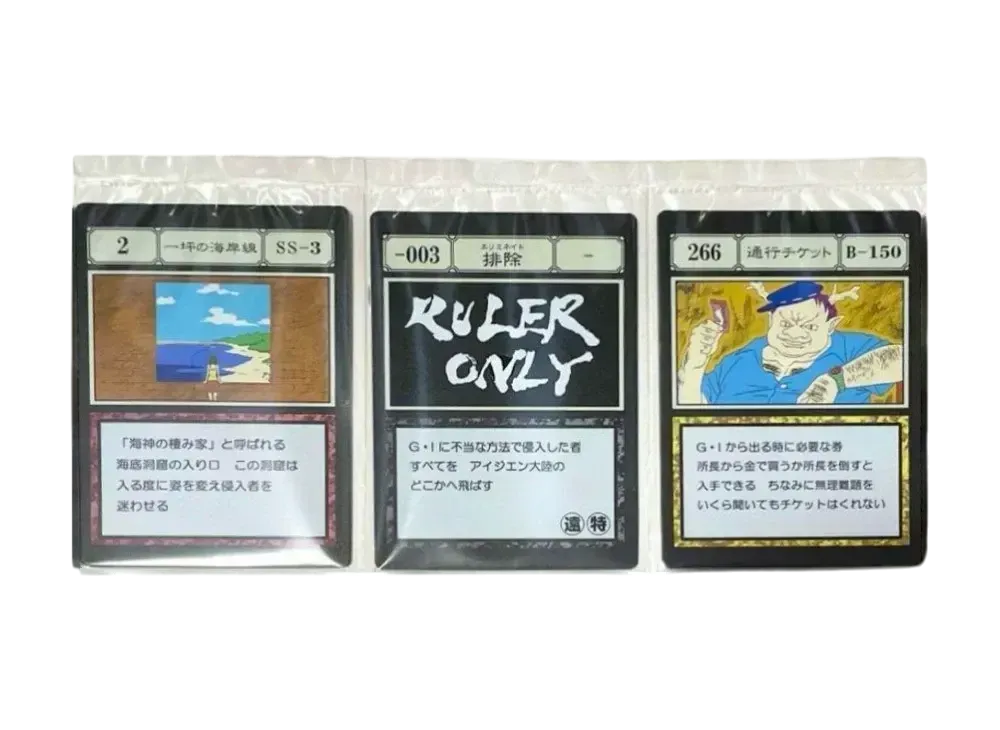 2
一坪の海岸線
SS-3
「海神の棲み家」と呼ばれる
海底洞窟の入り口　この洞窟は
入る度に姿を変え侵入者を
迷わせる
-003
エリミネイト
排除
-
RULER
ONLY
G・Iに不当な方法で侵入した者
すべてを　アイジエン大陸の
どこかへ飛ばす
遠 特
266
通行チケット
B-150
G・Iから出る時に必要な券
所長から金で買うか所長を倒すと
入手できる　ちなみに無理難題を
いくら聞いてもチケットはくれない